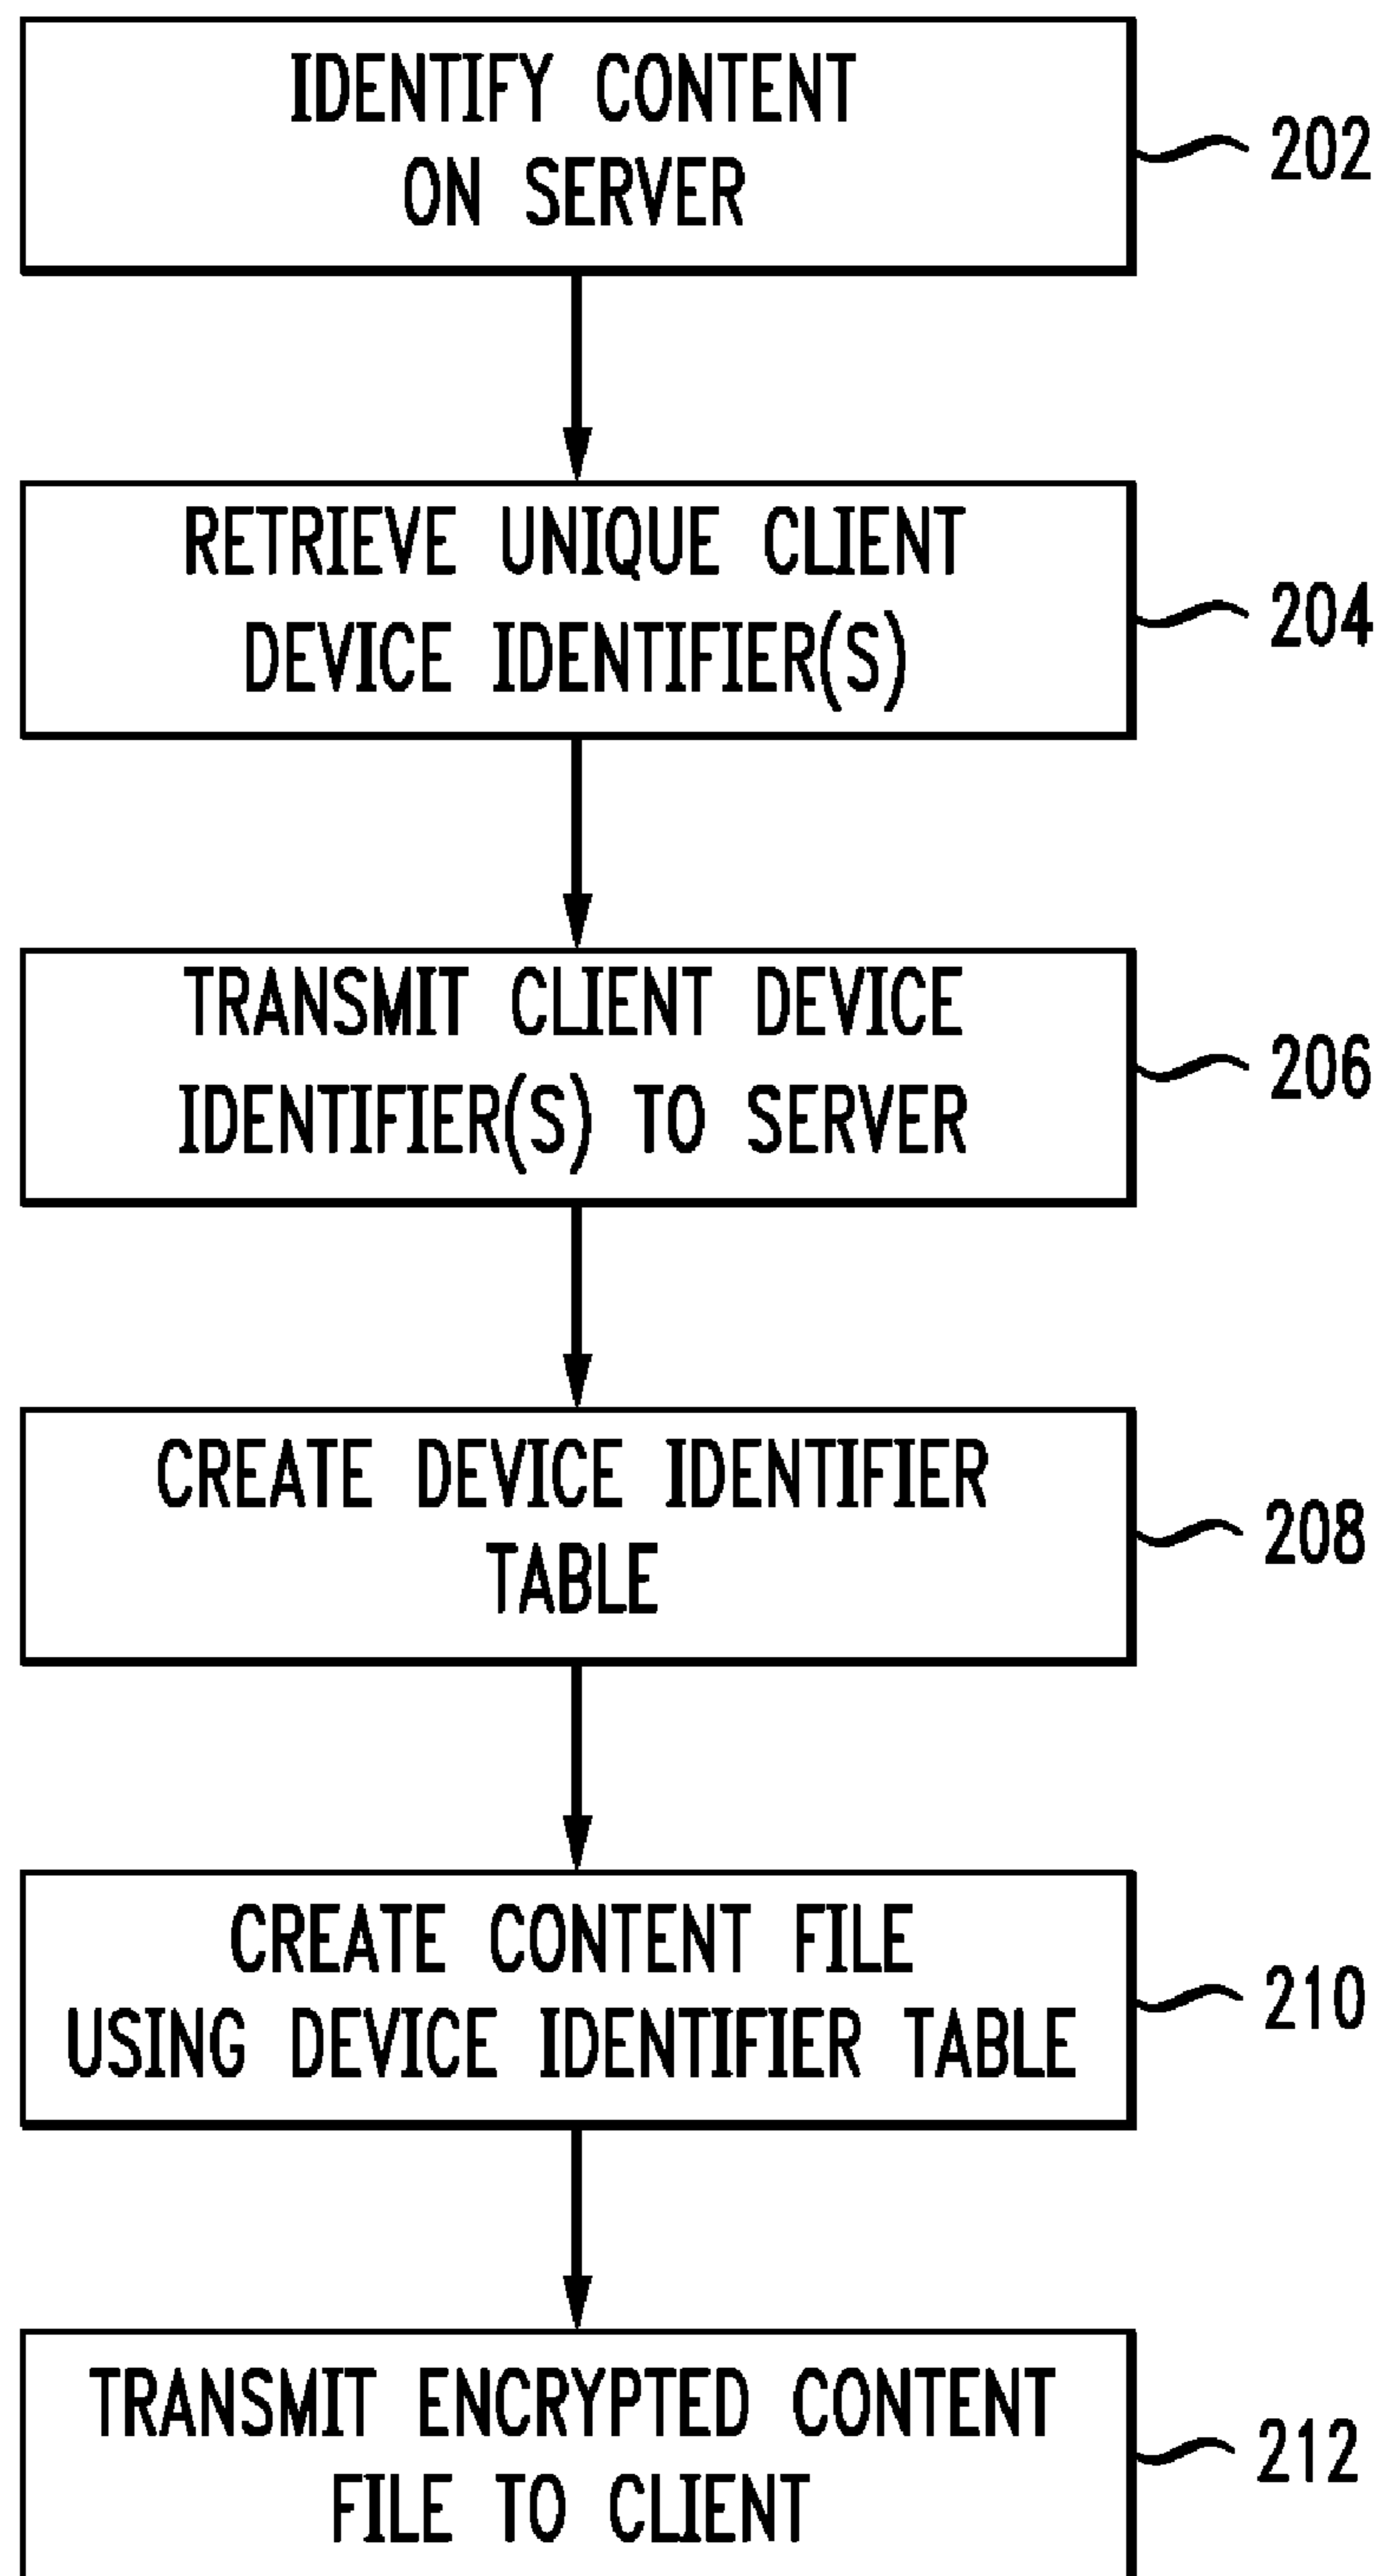 IDENTIFY CONTENT
ON SERVER
202
RETRIEVE UNIQUE CLIENT
DEVICE IDENTIFIER(S)
204
TRANSMIT CLIENT DEVICE
IDENTIFIER(S) TO SERVER
206
CREATE DEVICE IDENTIFIER
TABLE
208
CREATE CONTENT FILE
USING DEVICE IDENTIFIER TABLE
210
TRANSMIT ENCRYPTED CONTENT
FILE TO CLIENT
212